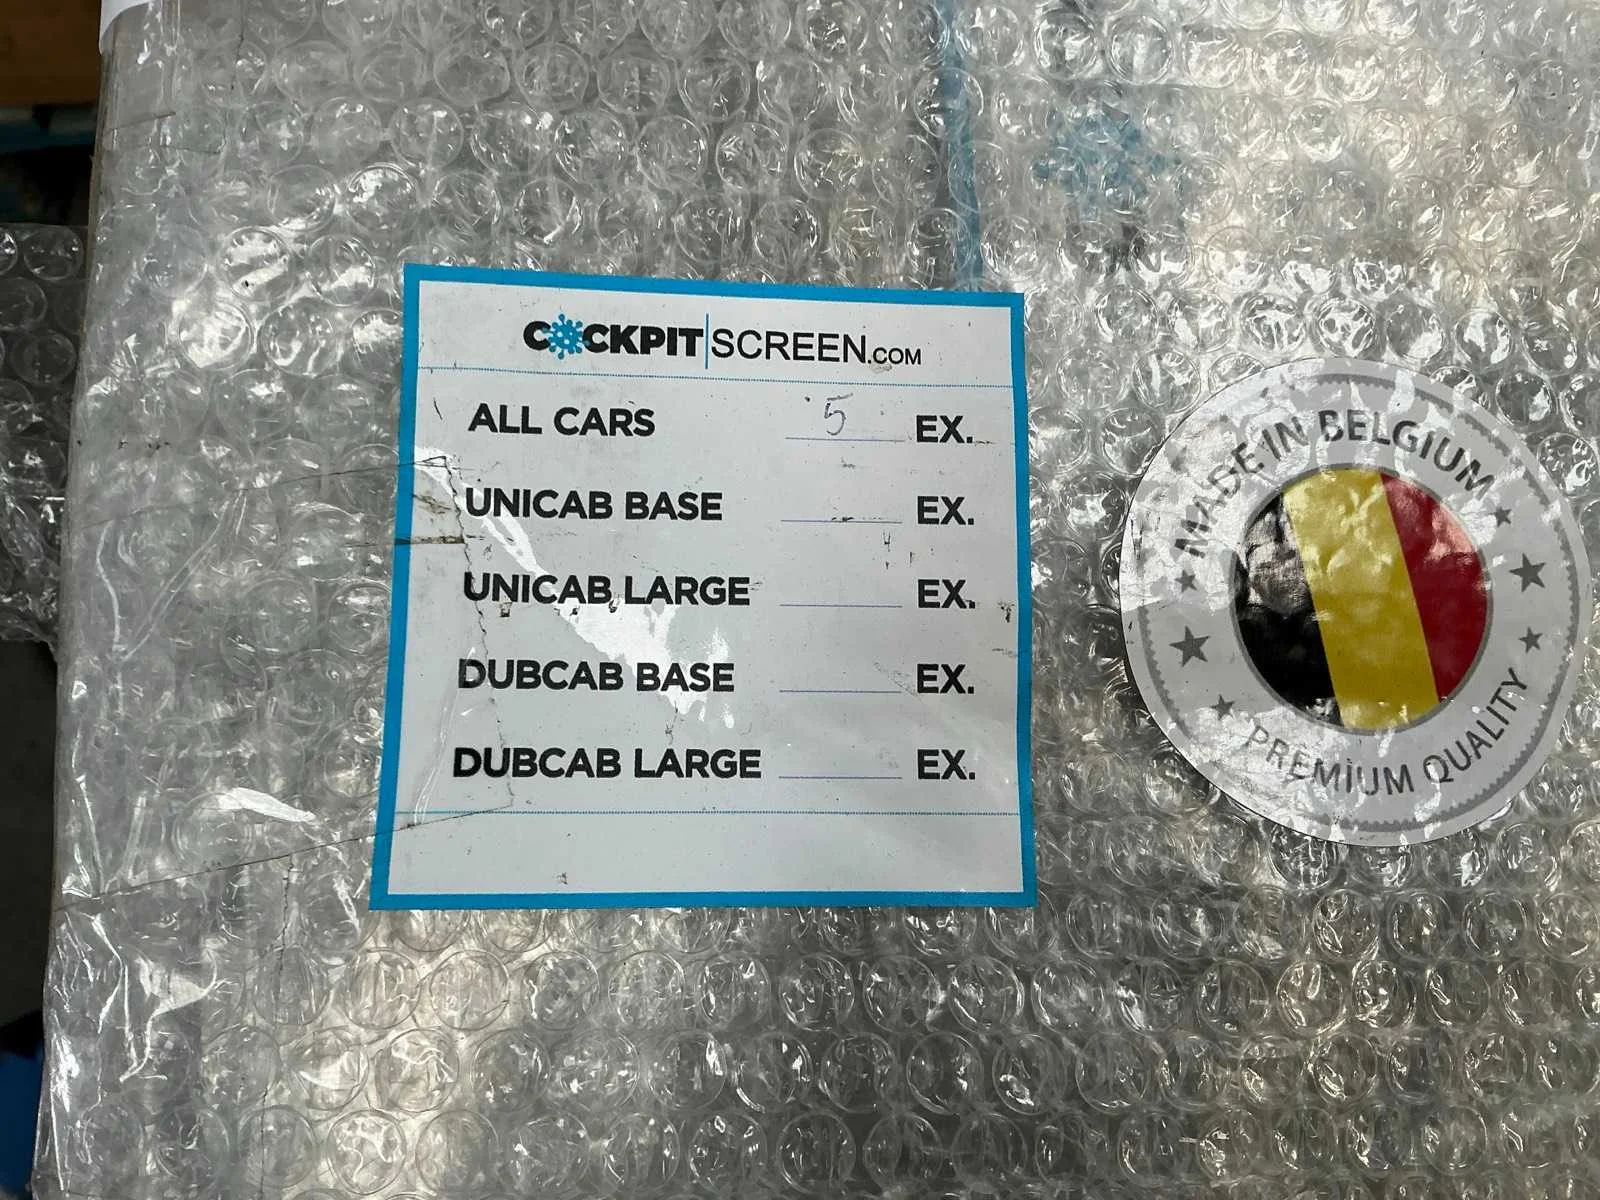 COCKPIT|SCREEN.COM
ALL CARS 5 EX.
UNICAB BASE EX.
UNICAB LARGE EX.
DUBCAB BASE EX.
DUBCAB LARGE EX.
MADE IN BELGIUM
PREMIUM QUALITY